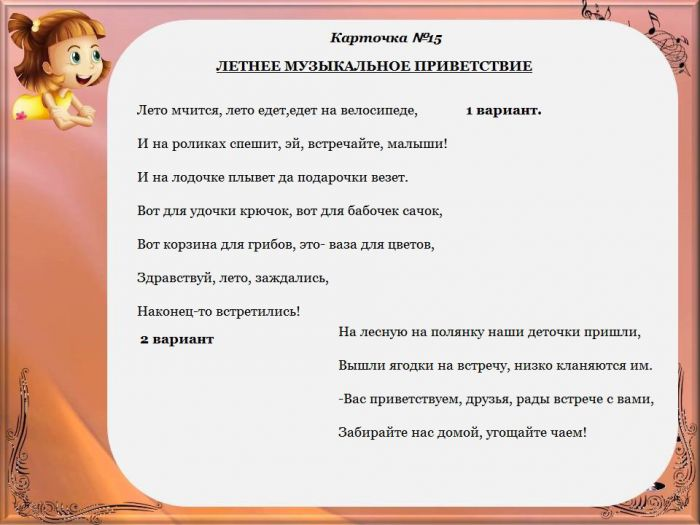 Карточка №15
ЛЕТНЕЕ МУЗЫКАЛЬНОЕ ПРИВЕТСТВИЕ
Лето мчится, лето едет,едет на велосипеде, 1 вариант.
И на роликах спешит, эй, встречайте, малыши!
И на лодочке плывет да подарочки везет.
Вот для удочки крючок, вот для бабочек сачок,
Вот корзина для грибов, это- ваза для цветов,
Здравствуй, лето, заждались,
Наконец-то встретились!
2 вариант
На лесную на полянку наши деточки пришли,
Вышли ягодки на встречу, низко кланяются им.
-Вас приветствуем, друзья, рады встрече с вами,
Забирайте нас домой, угощайте чаем!